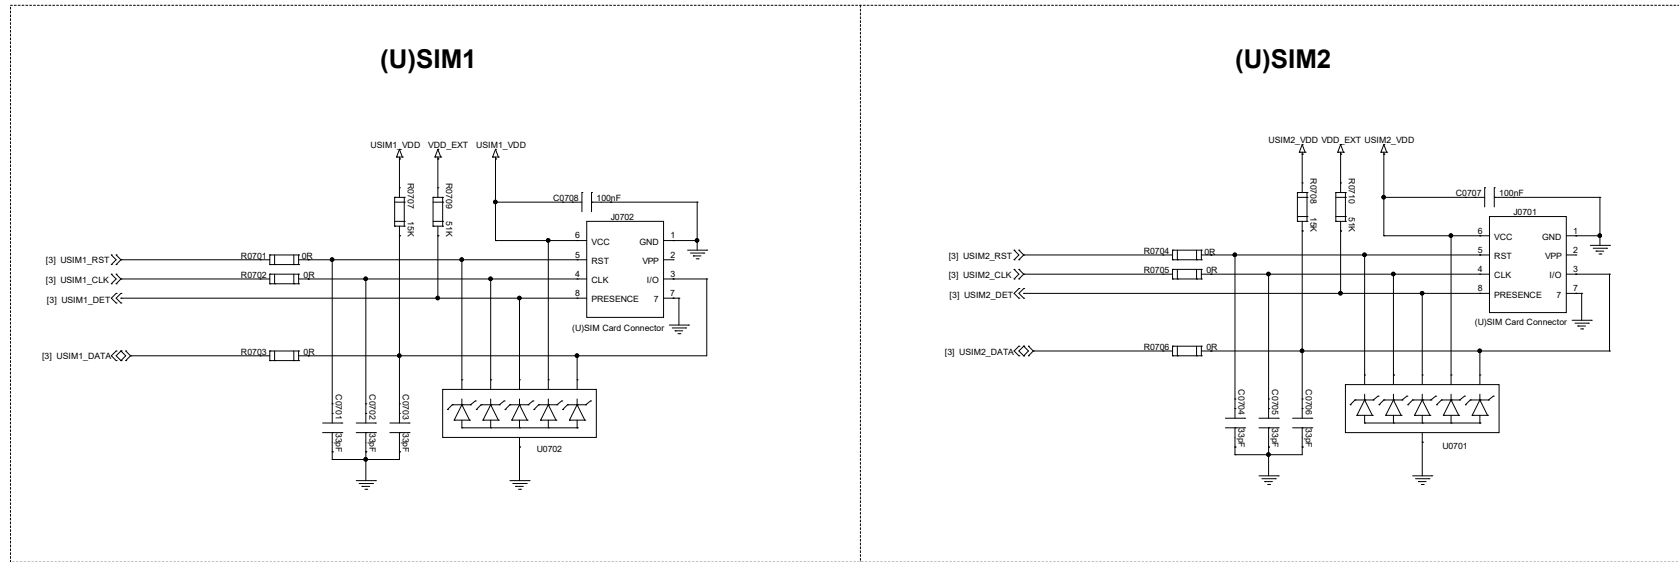 (U)SIM1
USIM1_VDD VDD_EXT USIM1_VDD
R0707 15K
R0709 51K
C0708 100nF
J0702
6 VCC GND 1
5 RST VPP 2
4 CLK I/O 3
8 PRESENCE 7 7
(U)SIM Card Connector
[3] USIM1_RST R0701 0R
[3] USIM1_CLK R0702 0R
[3] USIM1_DET
[3] USIM1_DATA R0703 0R
C0701 33pF
C0702 33pF
C0703 33pF
U0702
(U)SIM2
USIM2_VDD VDD_EXT USIM2_VDD
R0708 15K
R0710 51K
C0707 100nF
J0701
6 VCC GND 1
5 RST VPP 2
4 CLK I/O 3
8 PRESENCE 7 7
(U)SIM Card Connector
[3] USIM2_RST R0704 0R
[3] USIM2_CLK R0705 0R
[3] USIM2_DET
[3] USIM2_DATA R0706 0R
C0704 33pF
C0705 33pF
C0706 33pF
U0701